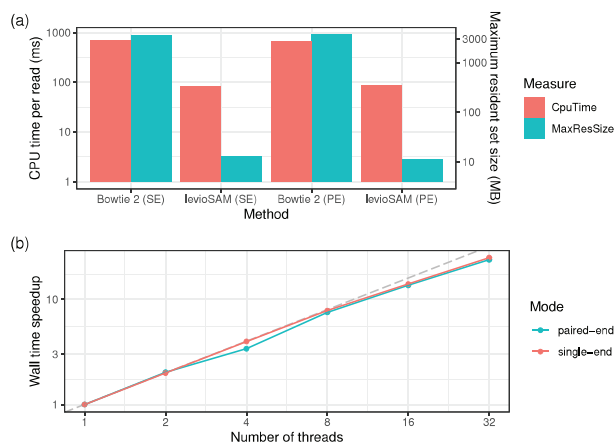 (a)
CPU time per read (ms)
1000
100
10
1
3000
1000
100
10
Maximum resident set size (MB)
Bowtie 2 (SE)
levioSAM (SE)
Bowtie 2 (PE)
levioSAM (PE)
Method
Measure
CpuTime
MaxResSize
(b)
Wall time speedup
10
3
1
1
2
4
8
16
32
Number of threads
Mode
paired−end
single−end